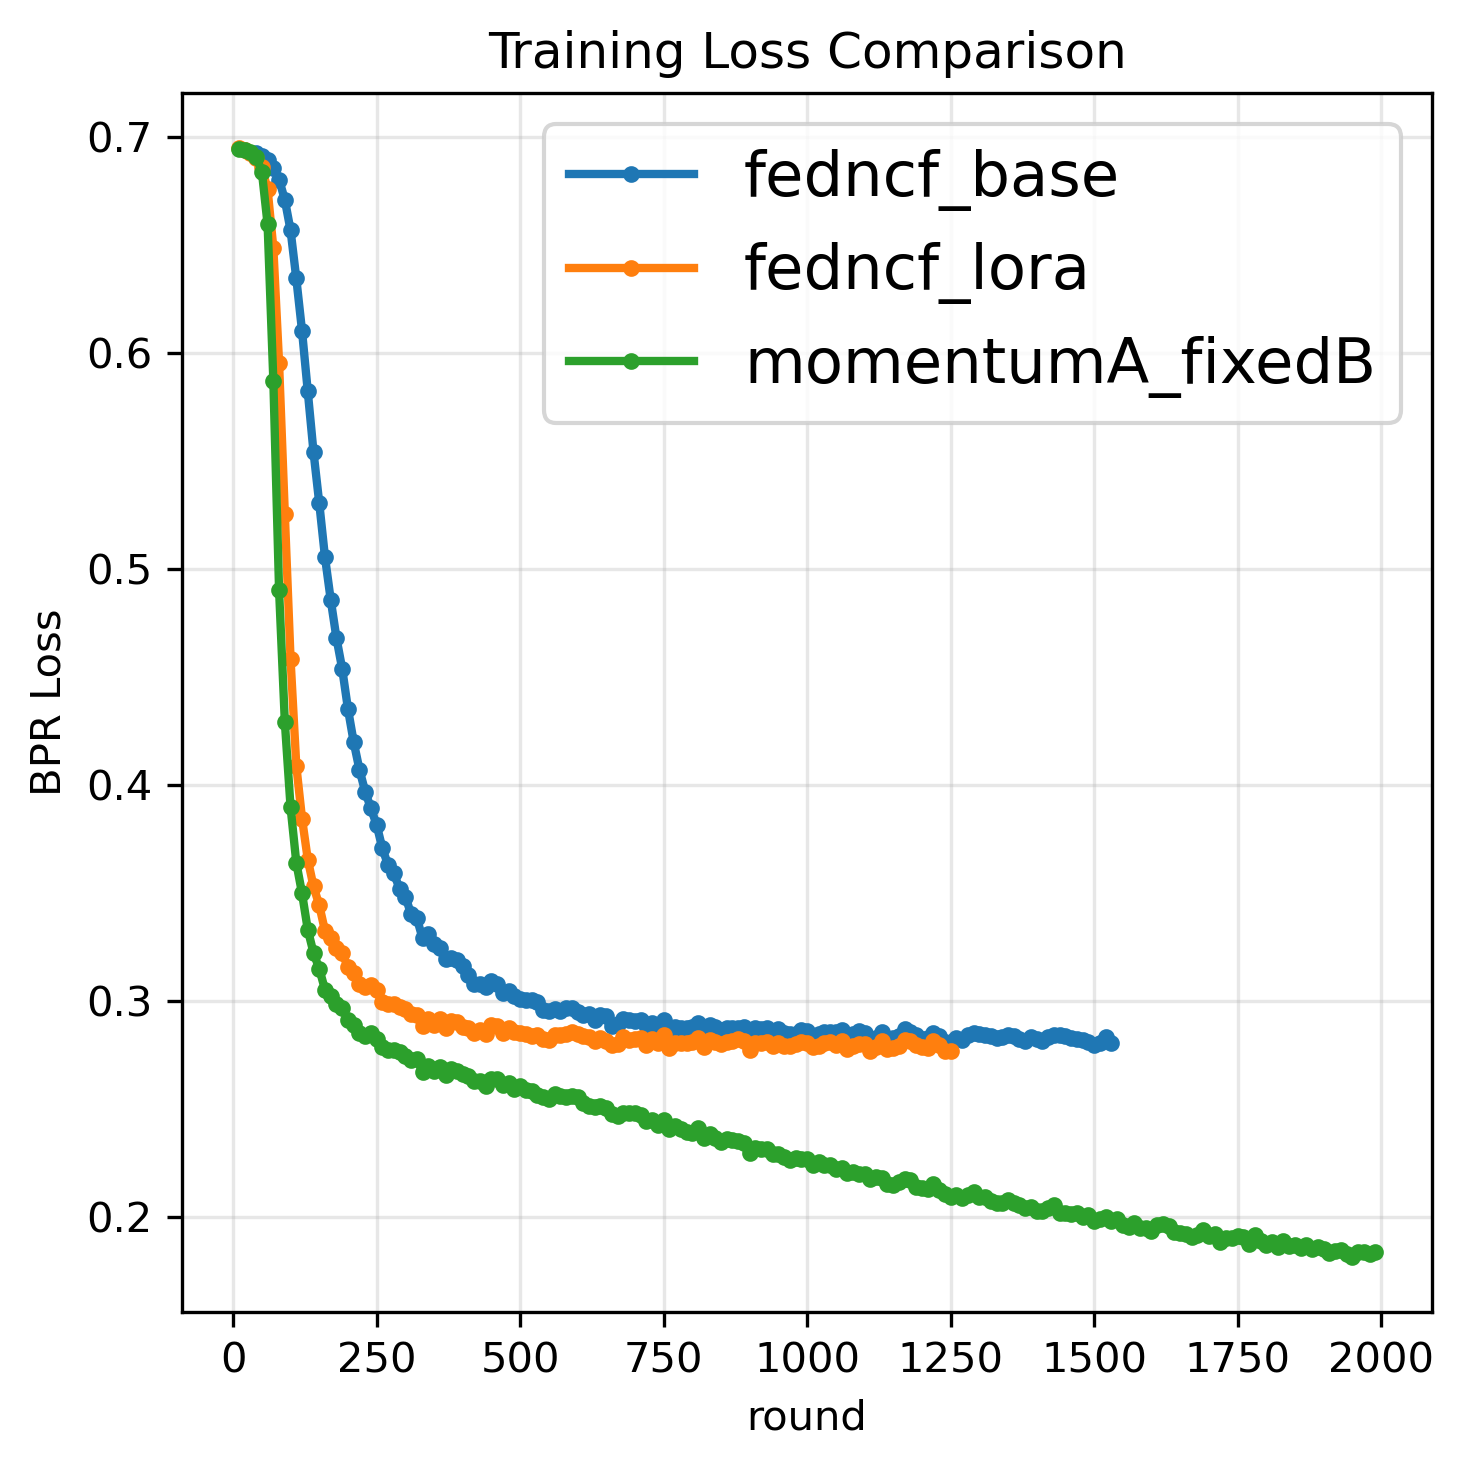 Training Loss Comparison
fedncf_base
fedncf_lora
momentumA_fixedB
BPR Loss
0.7
0.6
0.5
0.4
0.3
0.2
0 250 500 750 1000 1250 1500 1750 2000
round